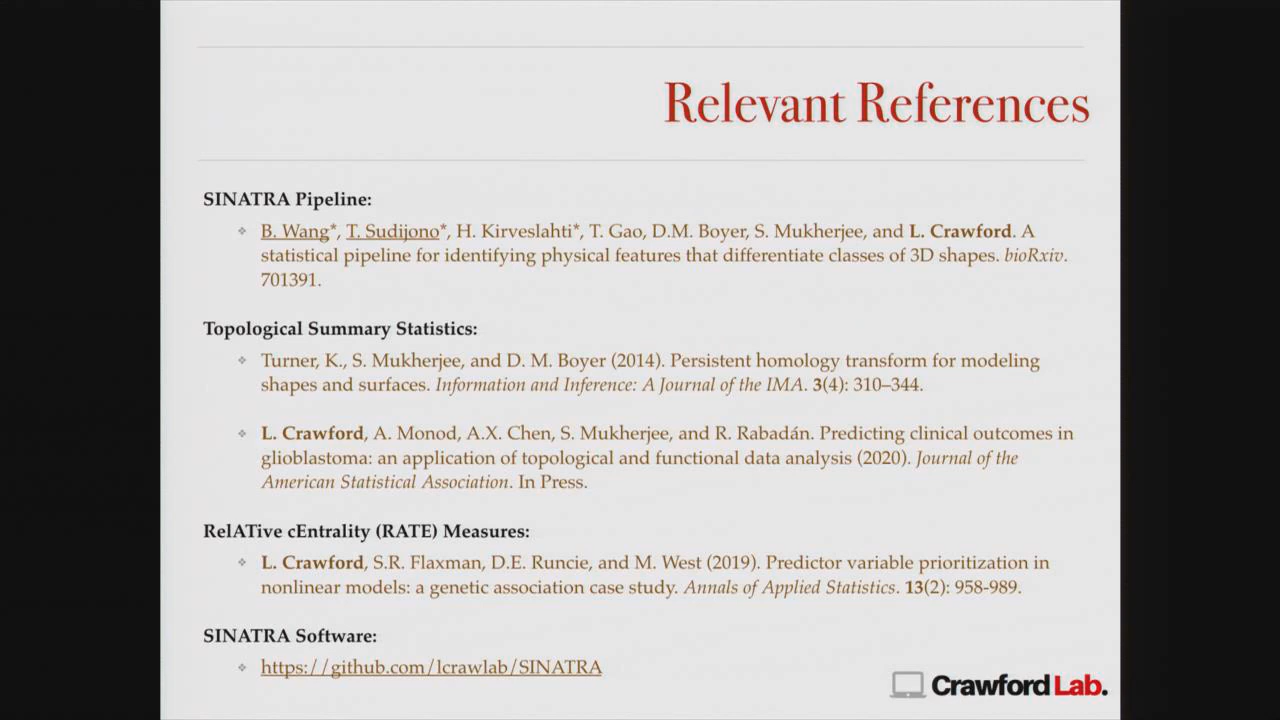 Relevant References
SINATRA Pipeline:
❖ B. Wang*, T. Sudijono*, H. Kirveslahti*, T. Gao, D.M. Boyer, S. Mukherjee, and L. Crawford. A
statistical pipeline for identifying physical features that differentiate classes of 3D shapes. bioRxiv.
701391.
Topological Summary Statistics:
❖ Turner, K., S. Mukherjee, and D. M. Boyer (2014). Persistent homology transform for modeling
shapes and surfaces. Information and Inference: A Journal of the IMA. 3(4): 310–344.
❖ L. Crawford, A. Monod, A.X. Chen, S. Mukherjee, and R. Rabadán. Predicting clinical outcomes in
glioblastoma: an application of topological and functional data analysis (2020). Journal of the
American Statistical Association. In Press.
RelATive cEntrality (RATE) Measures:
❖ L. Crawford, S.R. Flaxman, D.E. Runcie, and M. West (2019). Predictor variable prioritization in
nonlinear models: a genetic association case study. Annals of Applied Statistics. 13(2): 958-989.
SINATRA Software:
❖ https://github.com/lcrawlab/SINATRA
Crawford Lab.